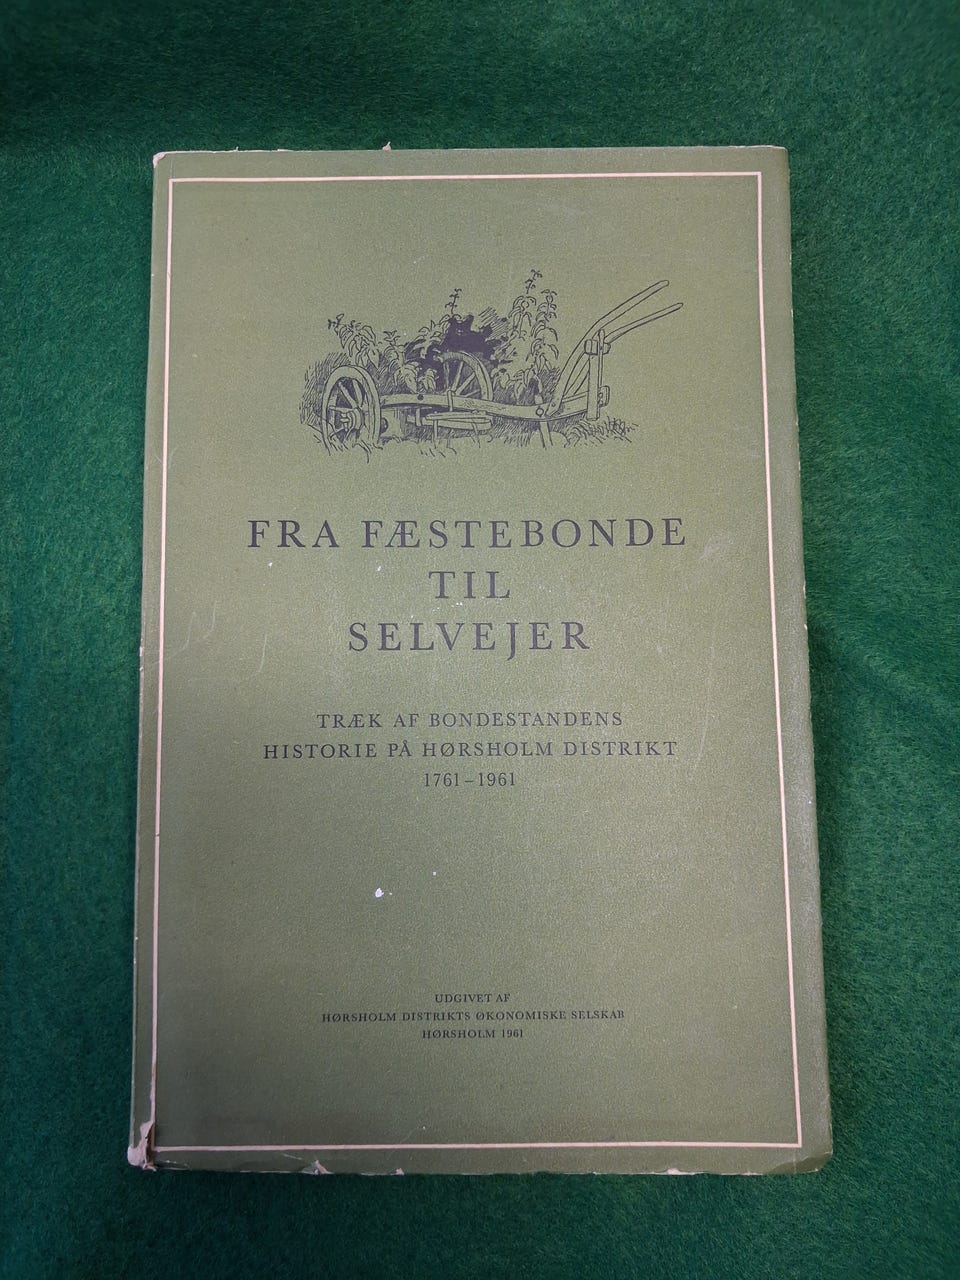 FRA FÆSTEBONDE
TIL
SELVEJER
TRÆK AF BONDESTANDENS
HISTORIE PÅ HØRSHOLM DISTRIKT
1761–1961
UDGIVET AF
HØRSHOLM DISTRIKTS ØKONOMISKE SELSKAB
HØRSHOLM 1961